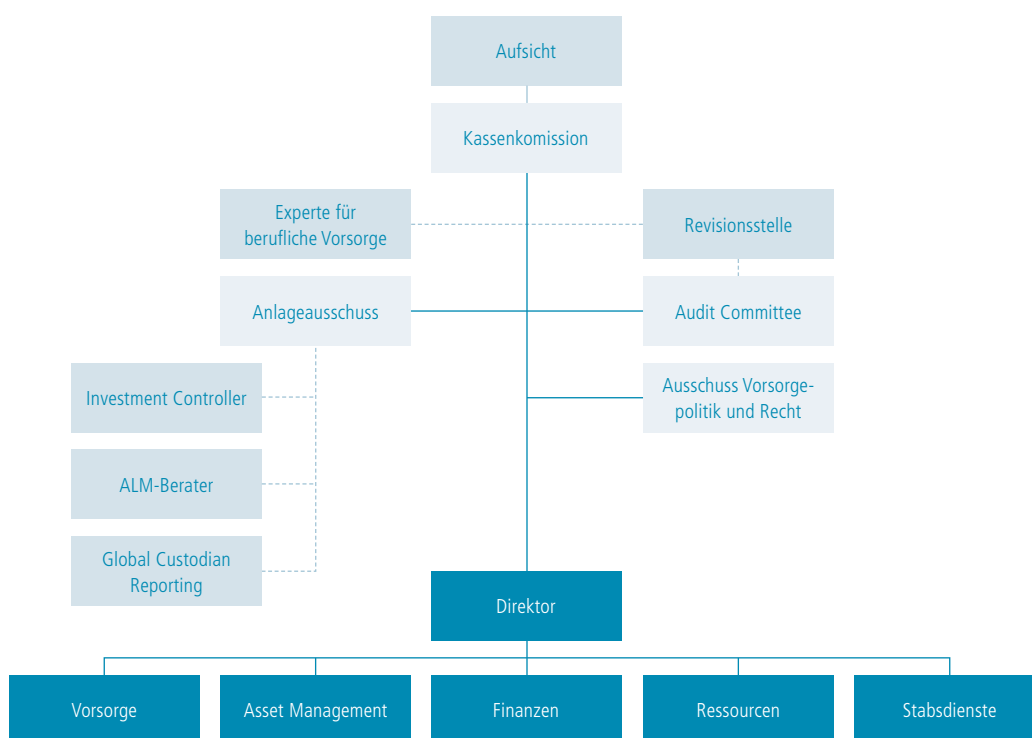 Aufsicht
Kassenkomission
Experte für
berufliche Vorsorge
Revisionsstelle
Anlageausschuss
Audit Committee
Investment Controller
Ausschuss Vorsorge-
politik und Recht
ALM-Berater
Global Custodian
Reporting
Direktor
Vorsorge
Asset Management
Finanzen
Ressourcen
Stabsdienste